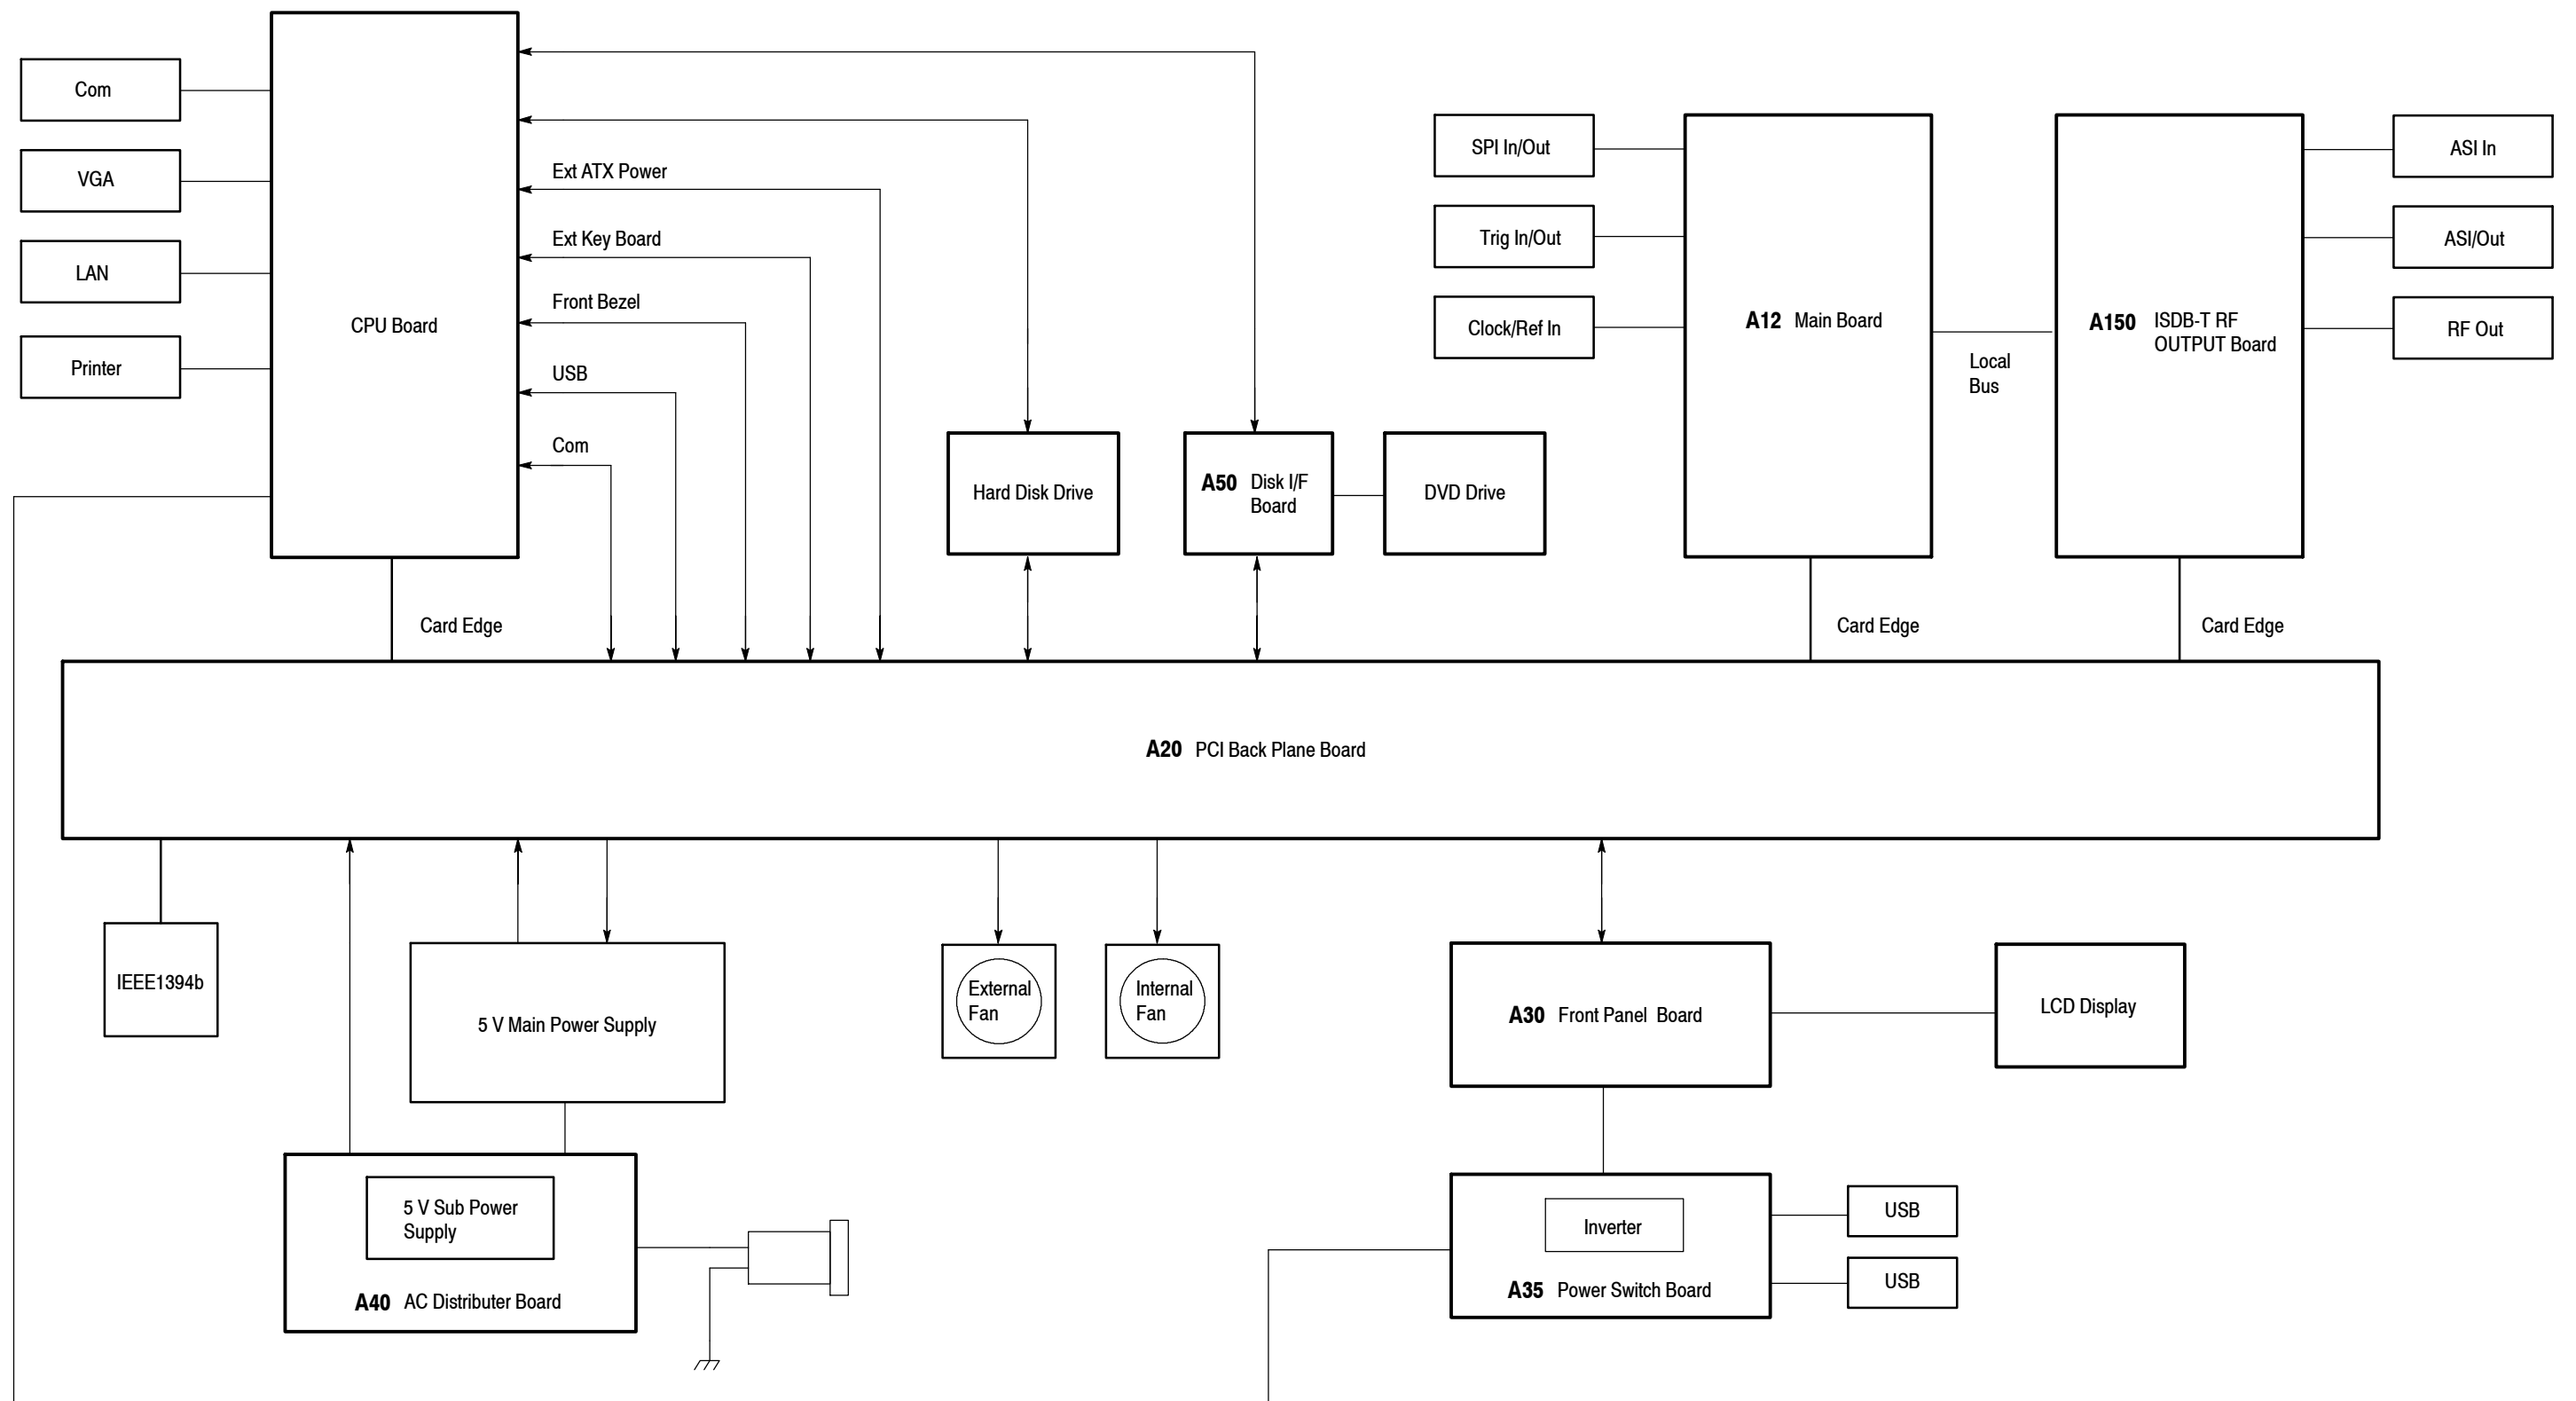 Com
VGA
LAN
Printer
CPU Board
Ext ATX Power
Ext Key Board
Front Bezel
USB
Com
Hard Disk Drive
A50 Disk I/F
Board
DVD Drive
SPI In/Out
Trig In/Out
Clock/Ref In
A12 Main Board
Local
Bus
A150 ISDB-T RF
OUTPUT Board
ASI In
ASI/Out
RF Out
Card Edge
Card Edge
Card Edge
A20 PCI Back Plane Board
IEEE1394b
5 V Main Power Supply
External
Fan
Internal
Fan
A30 Front Panel Board
LCD Display
5 V Sub Power
Supply
A40 AC Distributer Board
Inverter
A35 Power Switch Board
USB
USB